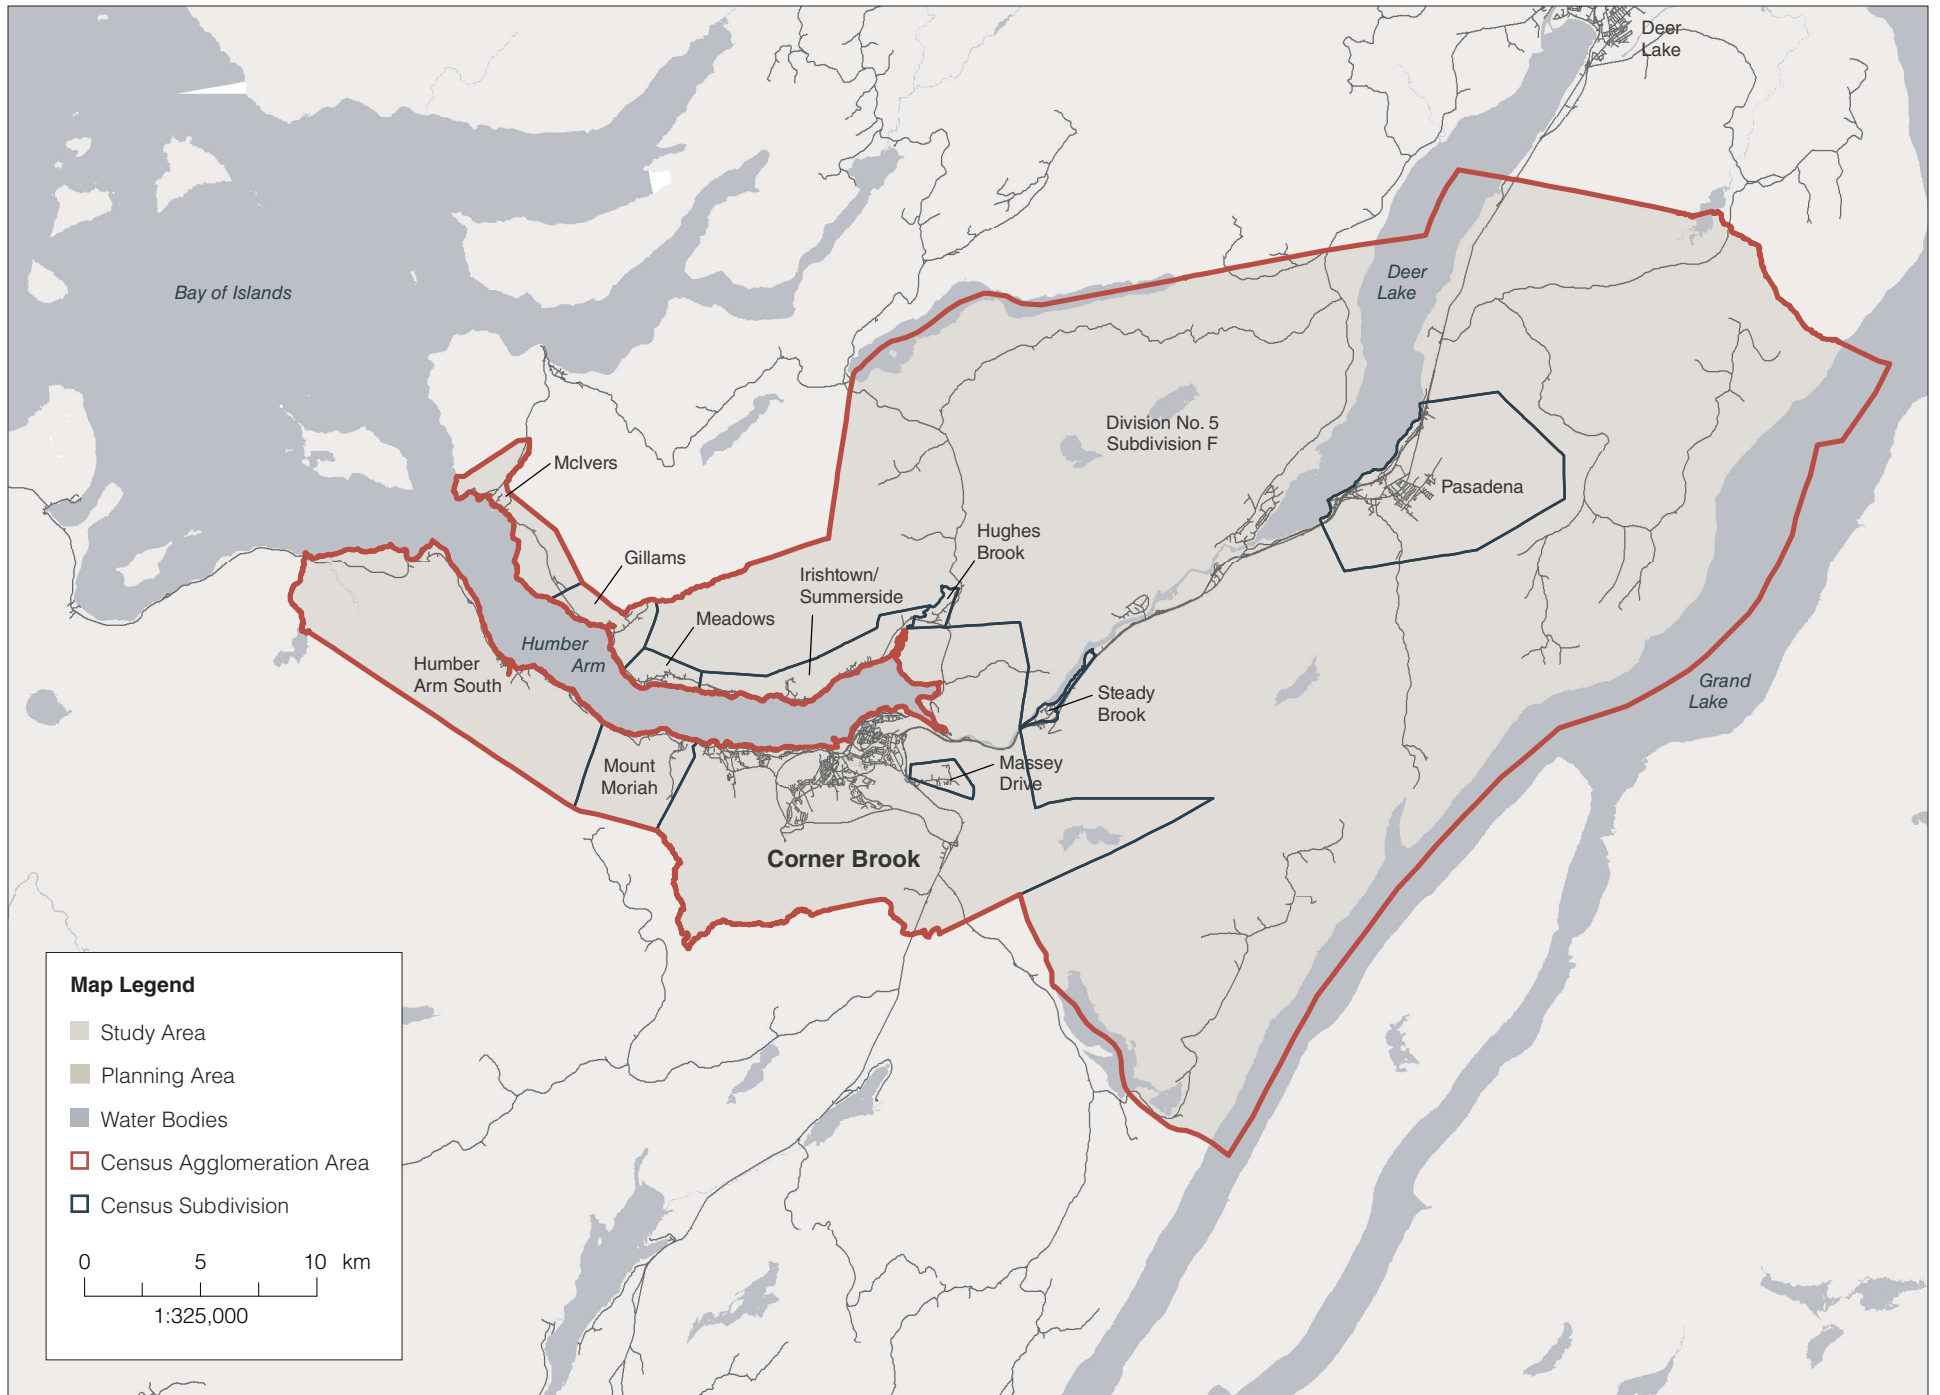 Deer
Lake
Bay of Islands
Deer
Lake
Division No. 5
Subdivision F
McIvers
Pasadena
Hughes
Brook
Gillams
Irishtown/
Summerside
Meadows
Humber
Arm
Humber
Arm South
Grand
Lake
Steady
Brook
Mount
Moriah
Massey
Drive
Corner Brook
Map Legend
Study Area
Planning Area
Water Bodies
Census Agglomeration Area
Census Subdivision
0 5 10 km
1:325,000